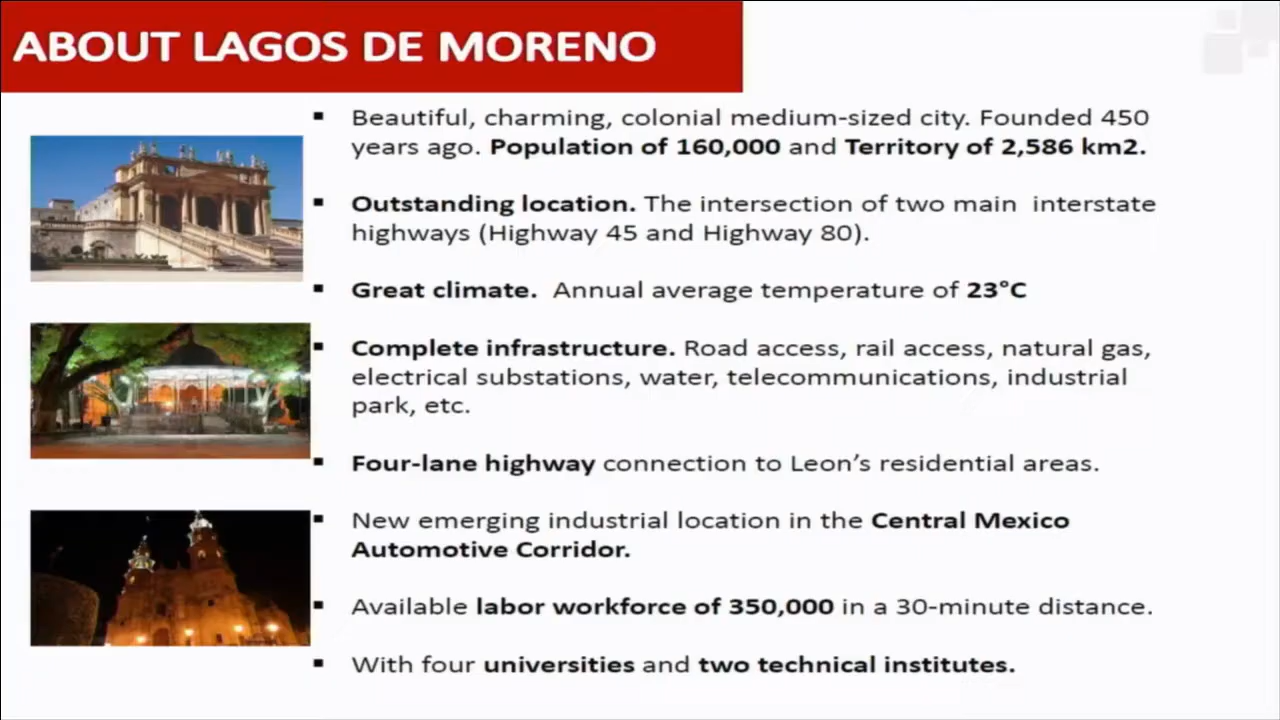 ABOUT LAGOS DE MORENO
▪ Beautiful, charming, colonial medium-sized city. Founded 450
years ago. Population of 160,000 and Territory of 2,586 km2.
▪ Outstanding location. The intersection of two main interstate
highways (Highway 45 and Highway 80).
▪ Great climate. Annual average temperature of 23°C
▪ Complete infrastructure. Road access, rail access, natural gas,
electrical substations, water, telecommunications, industrial
park, etc.
▪ Four-lane highway connection to Leon’s residential areas.
▪ New emerging industrial location in the Central Mexico
Automotive Corridor.
▪ Available labor workforce of 350,000 in a 30-minute distance.
▪ With four universities and two technical institutes.